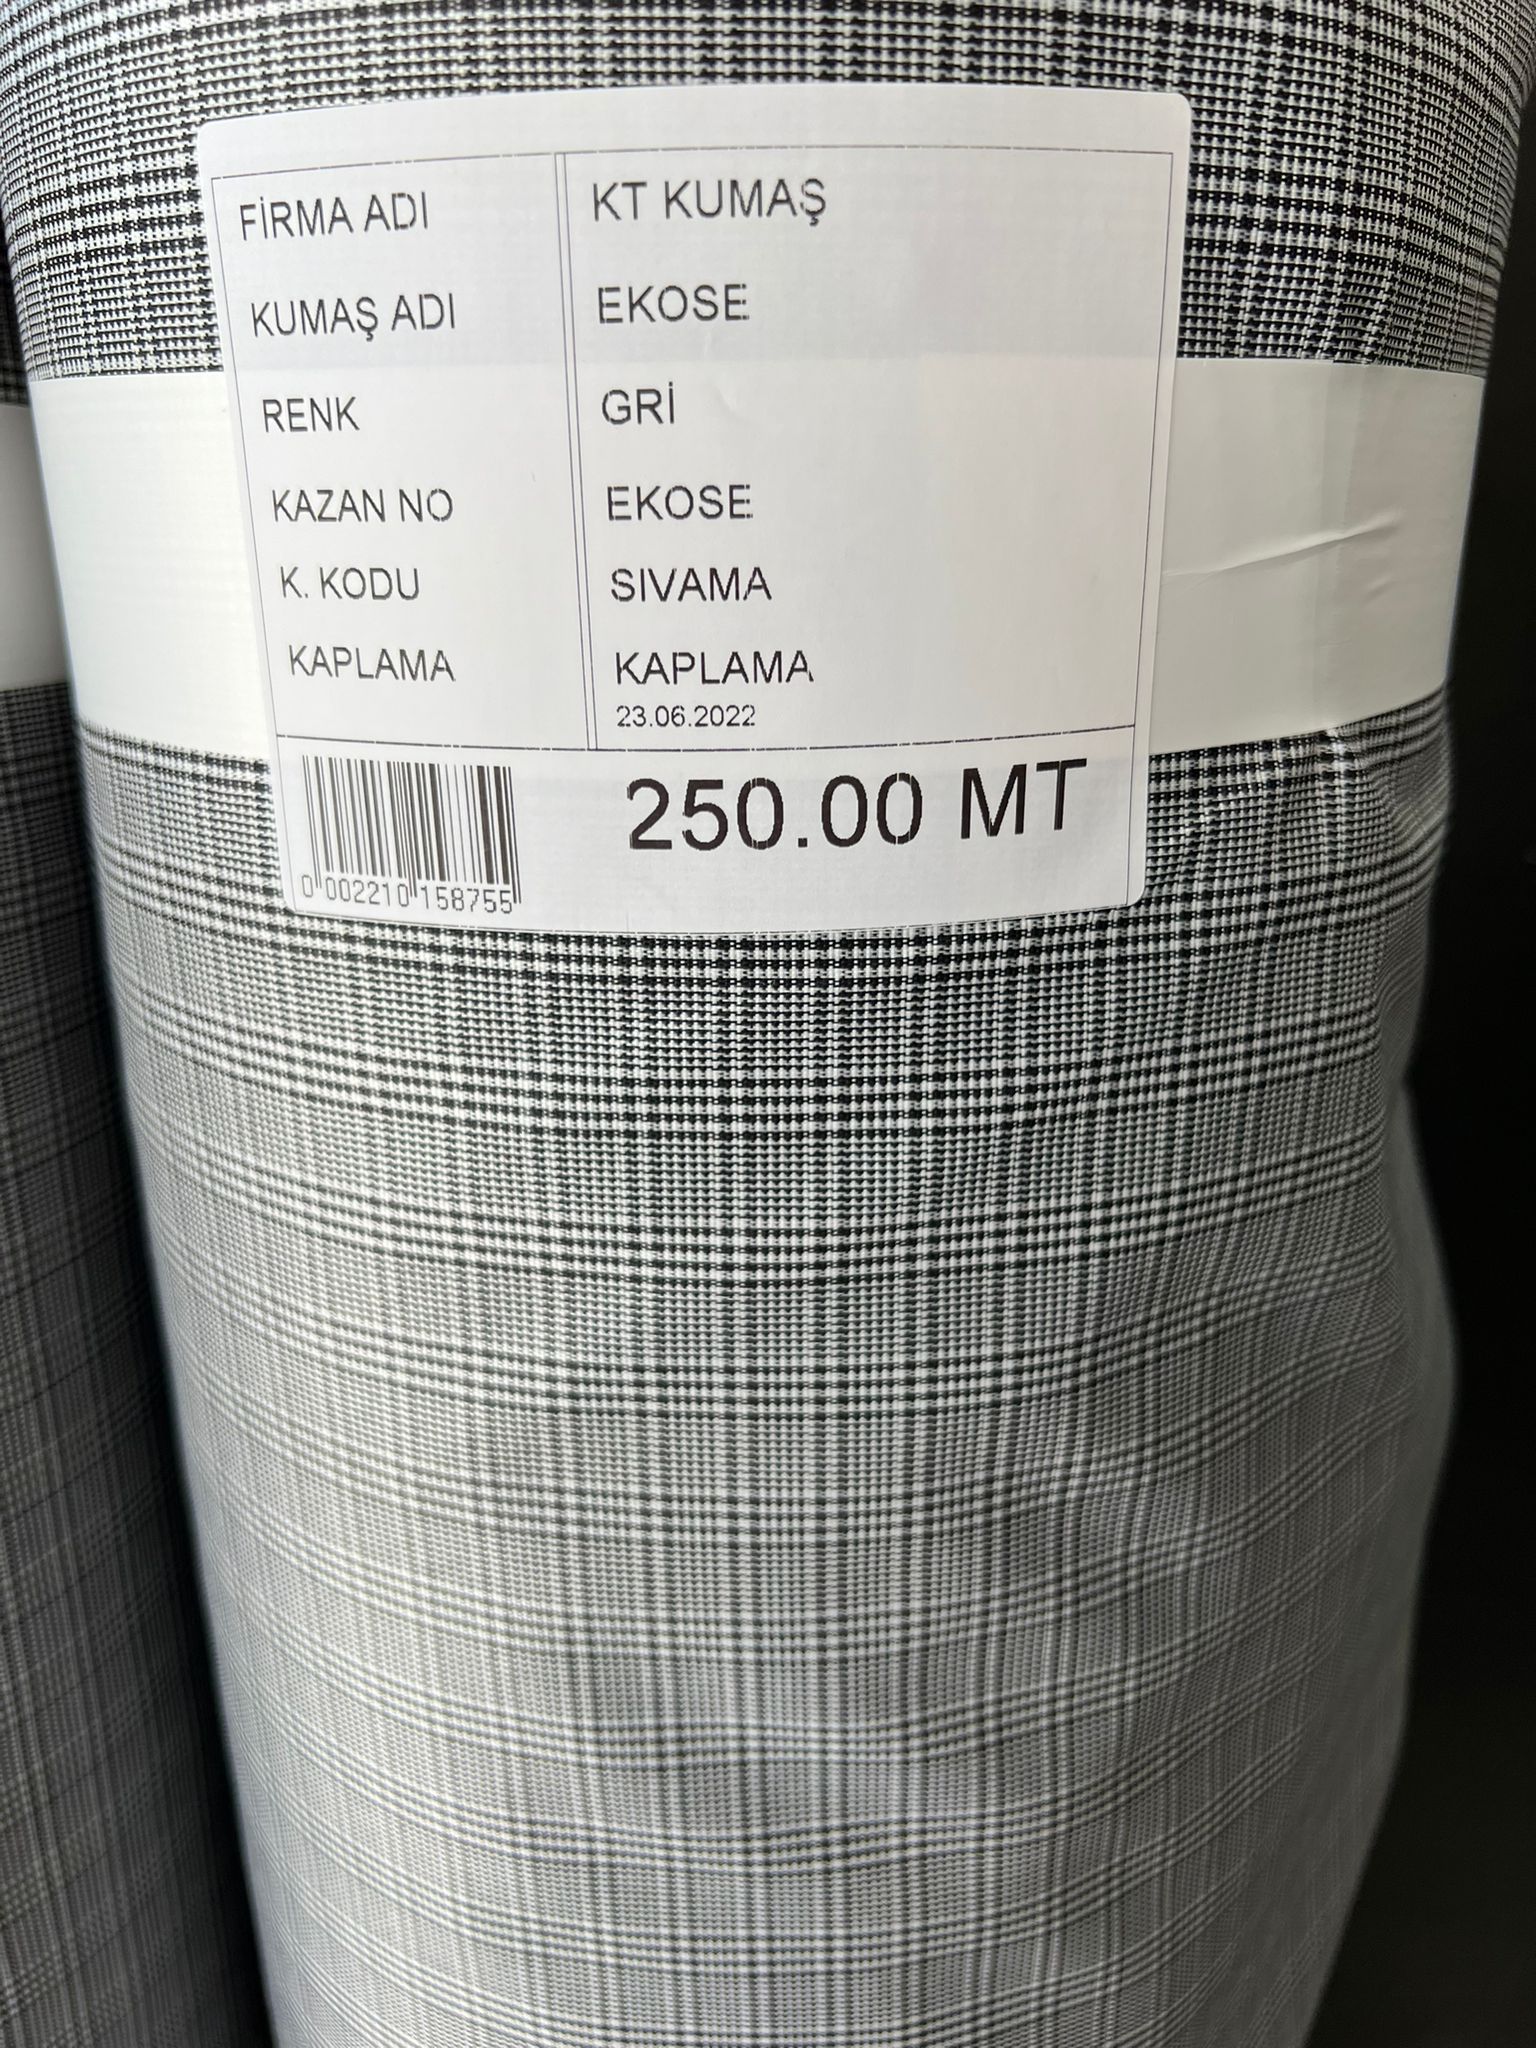 FİRMA ADI KT KUMAŞ
KUMAŞ ADI EKOSE
RENK GRİ
KAZAN NO EKOSE
K. KODU SIVAMA
KAPLAMA KAPLAMA
23.06.2022
250.00 MT
0 002210 158755